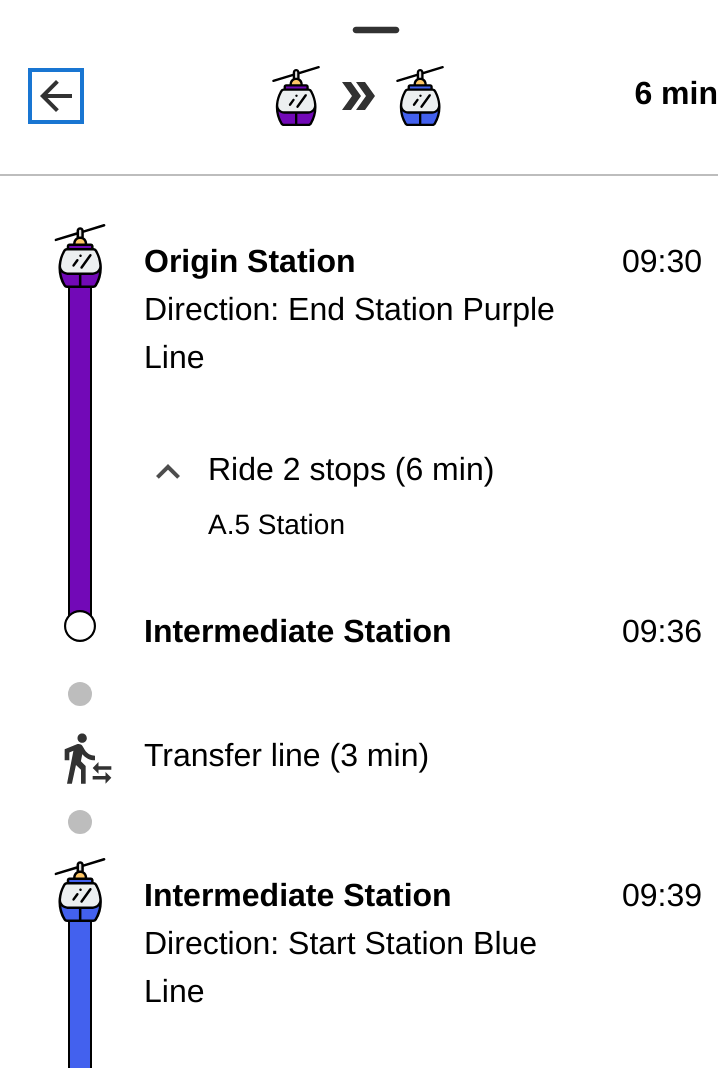 6 min
Origin Station 09:30
Direction: End Station Purple
Line
Ride 2 stops (6 min)
A.5 Station
Intermediate Station 09:36
Transfer line (3 min)
Intermediate Station 09:39
Direction: Start Station Blue
Line